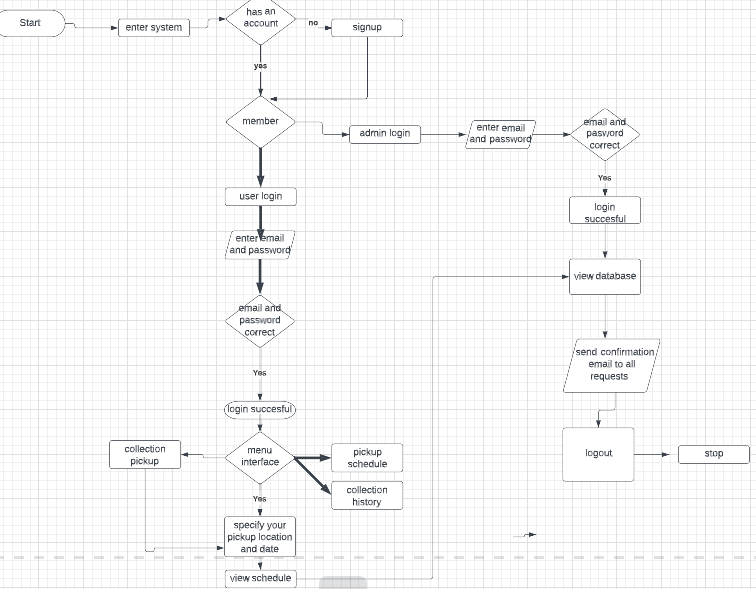 Start
enter system
has an
account
no
signup
yes
member
admin login
enter email
and password
email and
pasword
correct
Yes
user login
login
succesful
enter email
and password
view database
email and
password
correct
send confirmation
email to all
requests
Yes
login succesful
collection
pickup
menu
interface
pickup
schedule
logout
stop
collection
history
Yes
specify your
pickup location
and date
view schedule